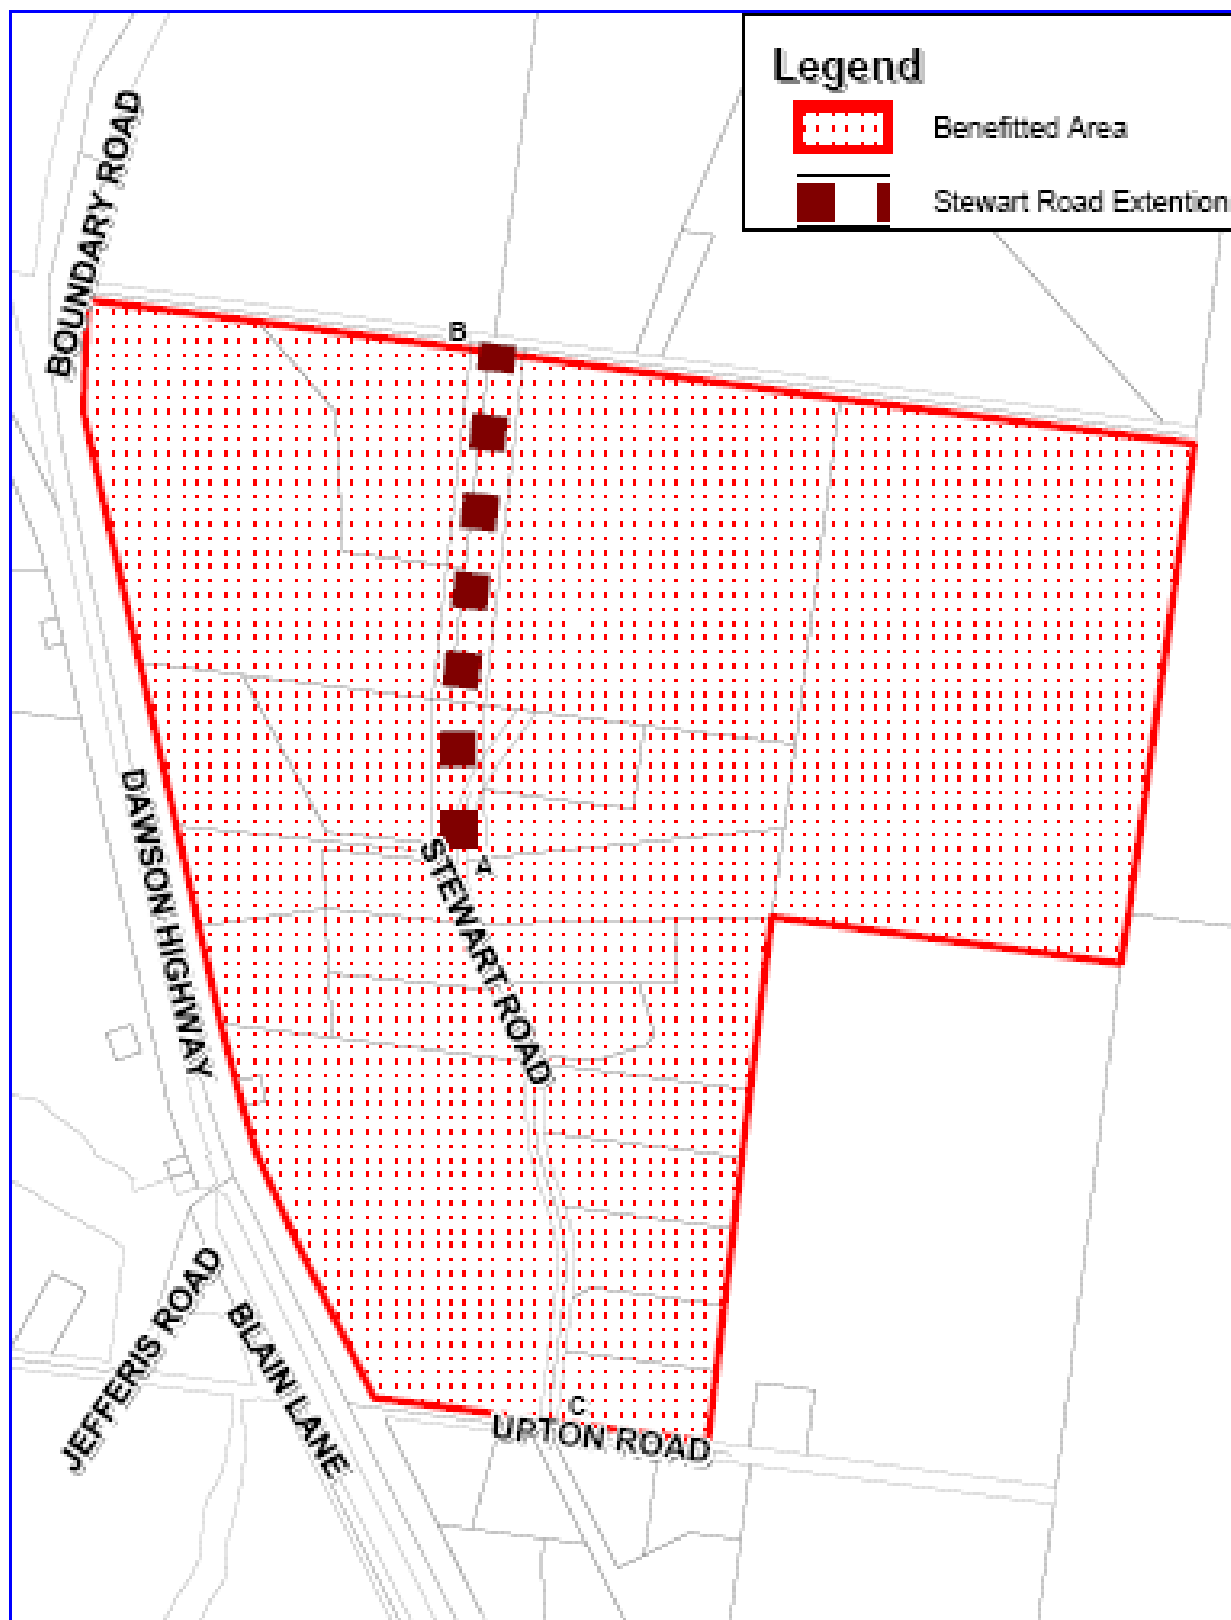 Legend
Benefitted Area
Stewart Road Extention
BOUNDARY ROAD
B
DAWSON HIGHWAY
A
STEWART ROAD
JEFFERIS ROAD
BLAIN LANE
C
UPTON ROAD